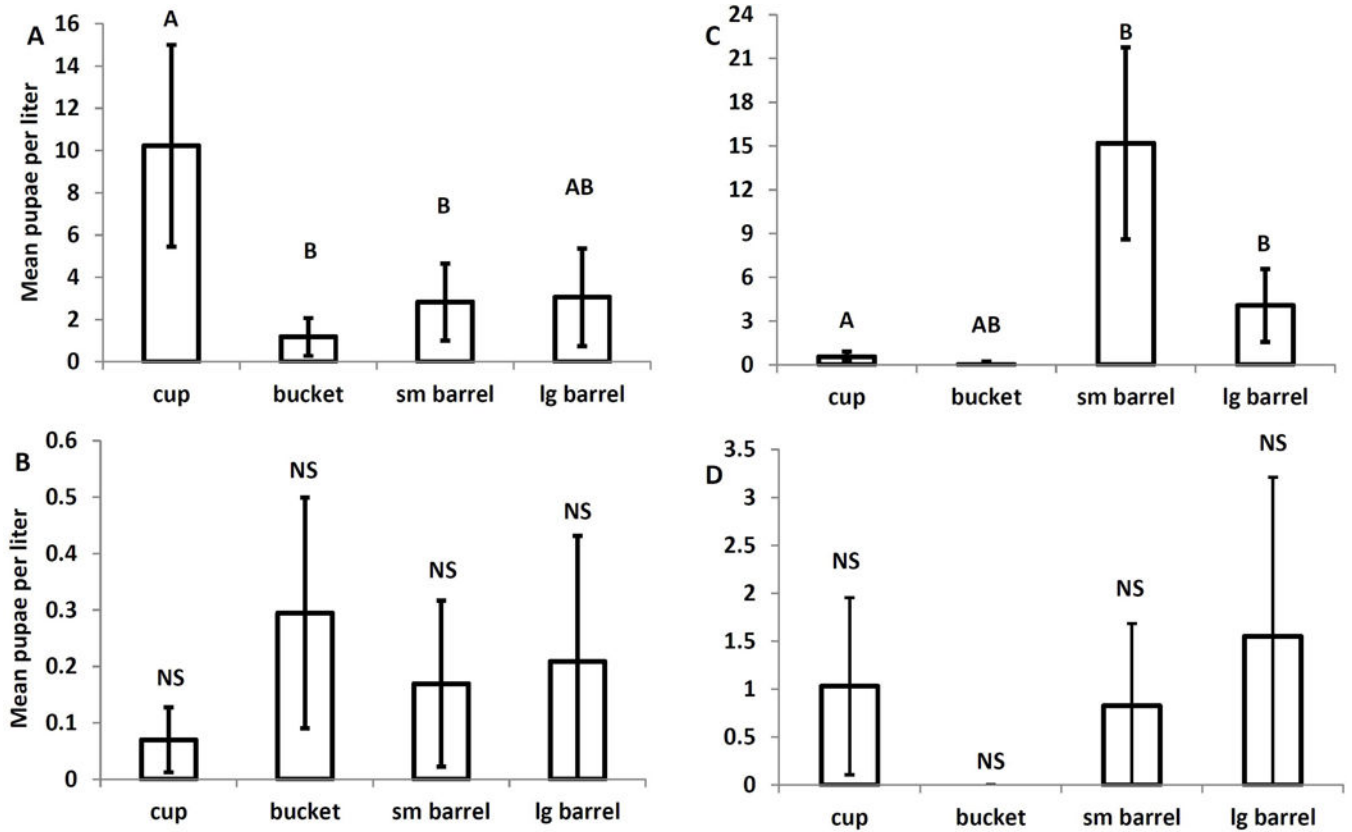 A
Mean pupae per liter
16
14
12
10
8
6
4
2
0
A
B
B
AB
cup bucket sm barrel lg barrel
C
24
21
18
15
12
9
6
3
0
A
AB
B
B
cup bucket sm barrel lg barrel
B
Mean pupae per liter
0.6
0.5
0.4
0.3
0.2
0.1
0
NS
NS
NS
NS
cup bucket sm barrel lg barrel
D
3.5
3
2.5
2
1.5
1
0.5
0
NS
NS
NS
NS
cup bucket sm barrel lg barrel